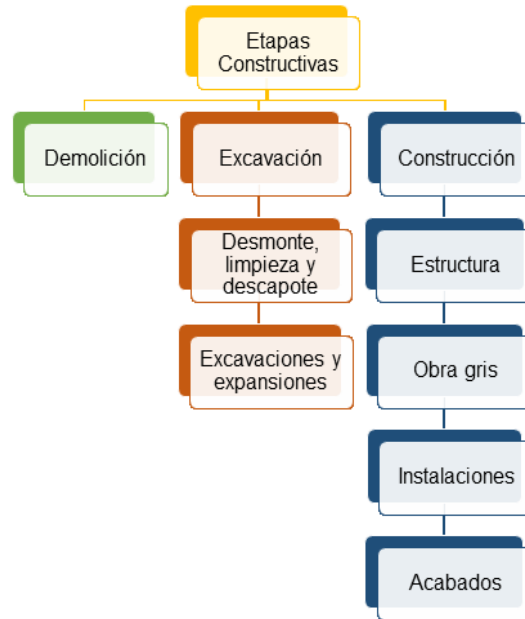 Etapas
Constructivas
Demolición
Excavación
Construcción
Desmonte,
limpieza y
descapote
Estructura
Excavaciones y
expansiones
Obra gris
Instalaciones
Acabados